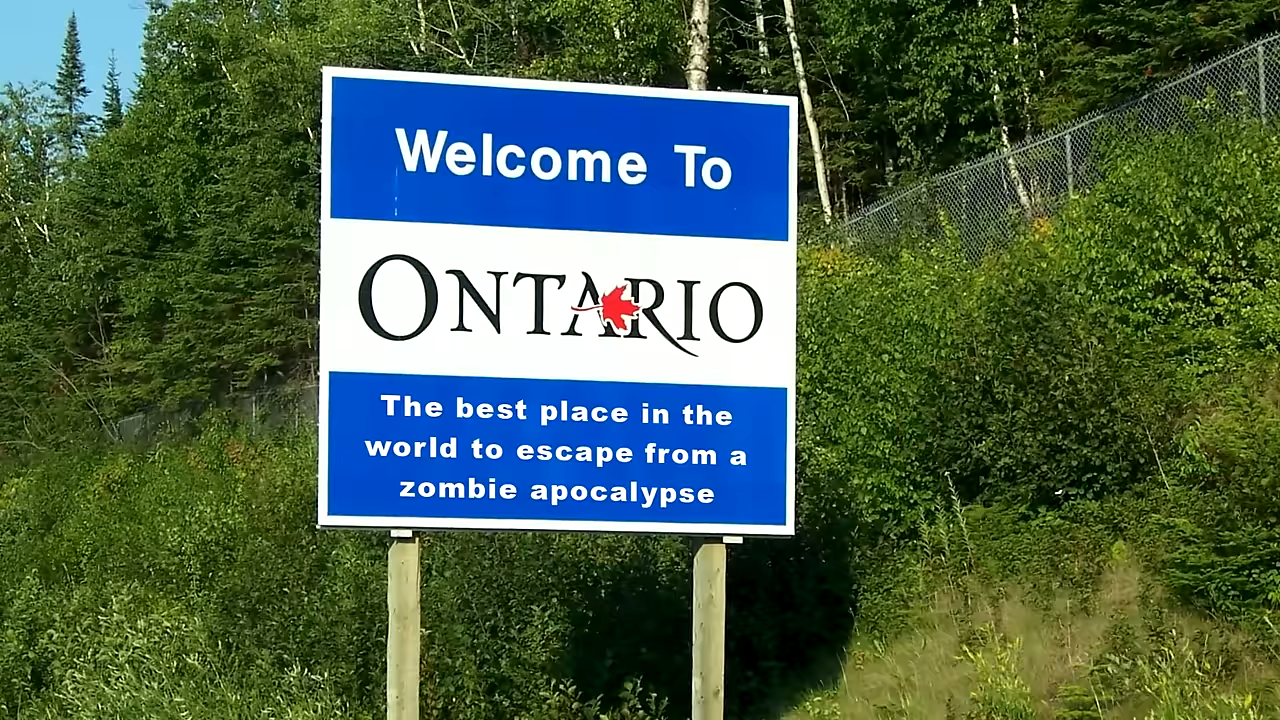 Welcome To
ONTARIO
The best place in the
world to escape from a
zombie apocalypse